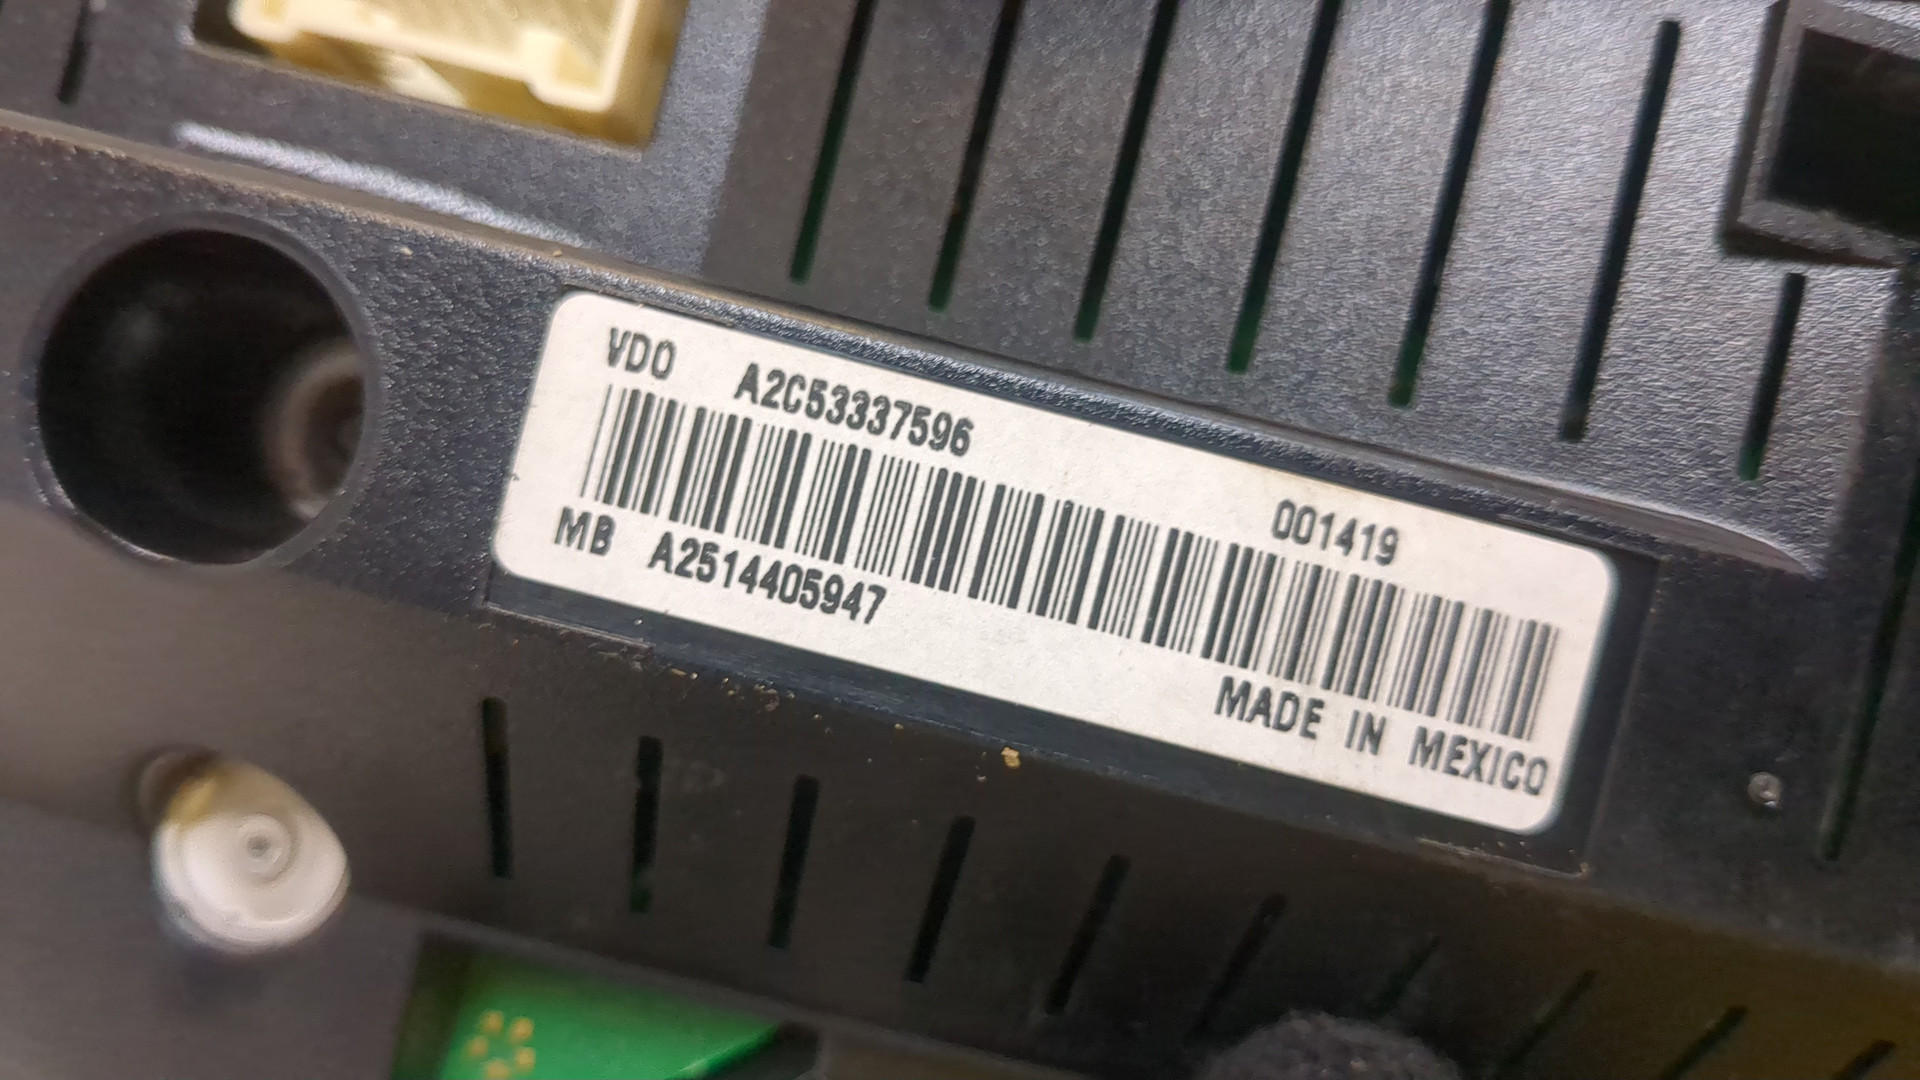 VDO A2C53337596
001419
MB A2514405947
MADE IN MEXICO